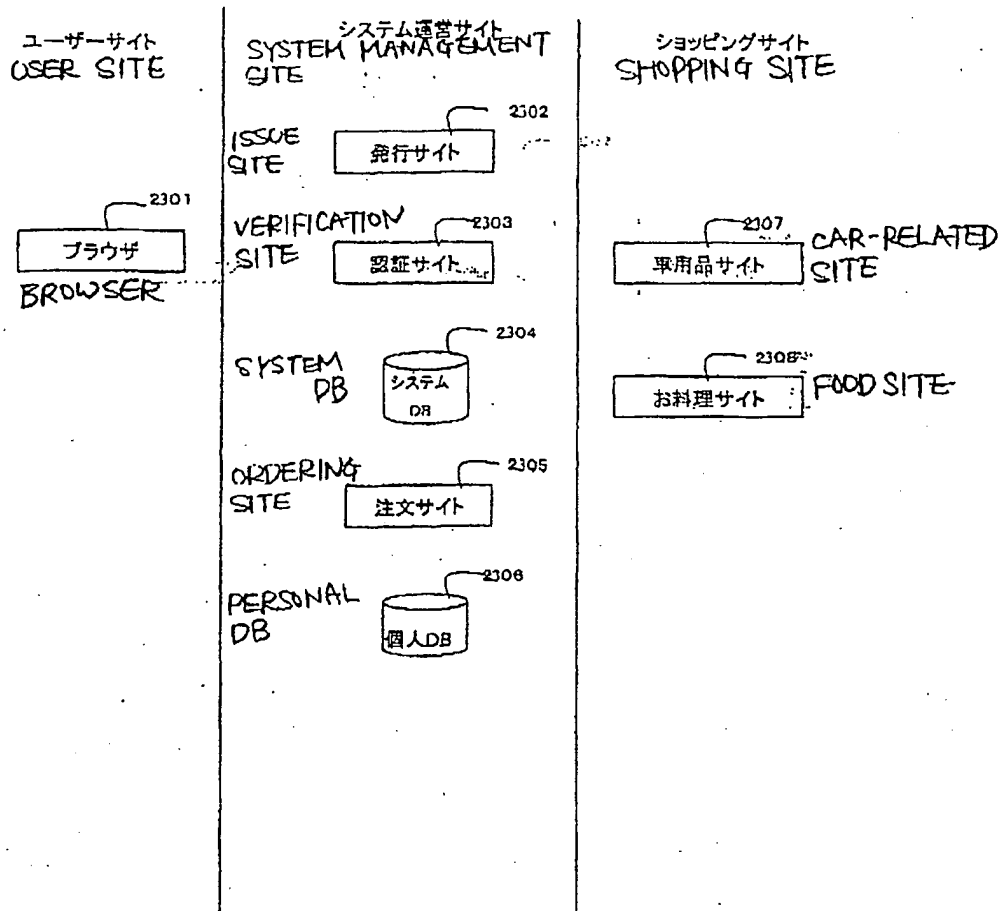 ユーザーサイト
USER SITE
システム運営サイト
SYSTEM MANAGEMENT
SITE
ショッピングサイト
SHOPPING SITE
2302
ISSUE
SITE
発行サイト
2301
ブラウザ
BROWSER
VERIFICATION
SITE
2303
認証サイト
2307
車用品サイト
CAR-RELATED
SITE
2304
SYSTEM
DB
システム
DB
2308
お料理サイト
FOOD SITE
2305
ORDERING
SITE
注文サイト
2306
PERSONAL
DB
個人DB